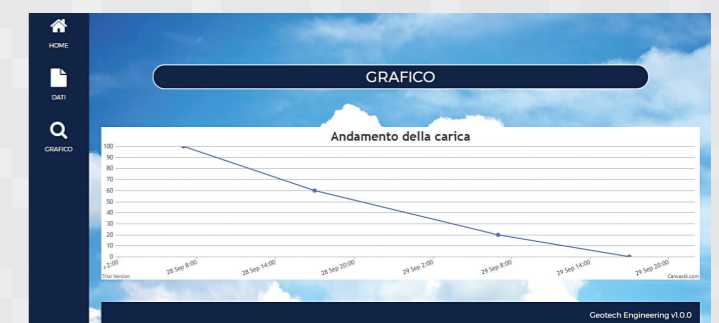 HOME
DATI
GRAFICO
GRAFICO
Andamento della carica
100
90
80
70
60
50
40
30
20
10
0
28 Sep 8:00
28 Sep 14:00
28 Sep 20:00
29 Sep 2:00
29 Sep 8:00
29 Sep 14:00
29 Sep 20:00
Trial Version
CanvasJS.com
Geotech Engineering v1.0.0